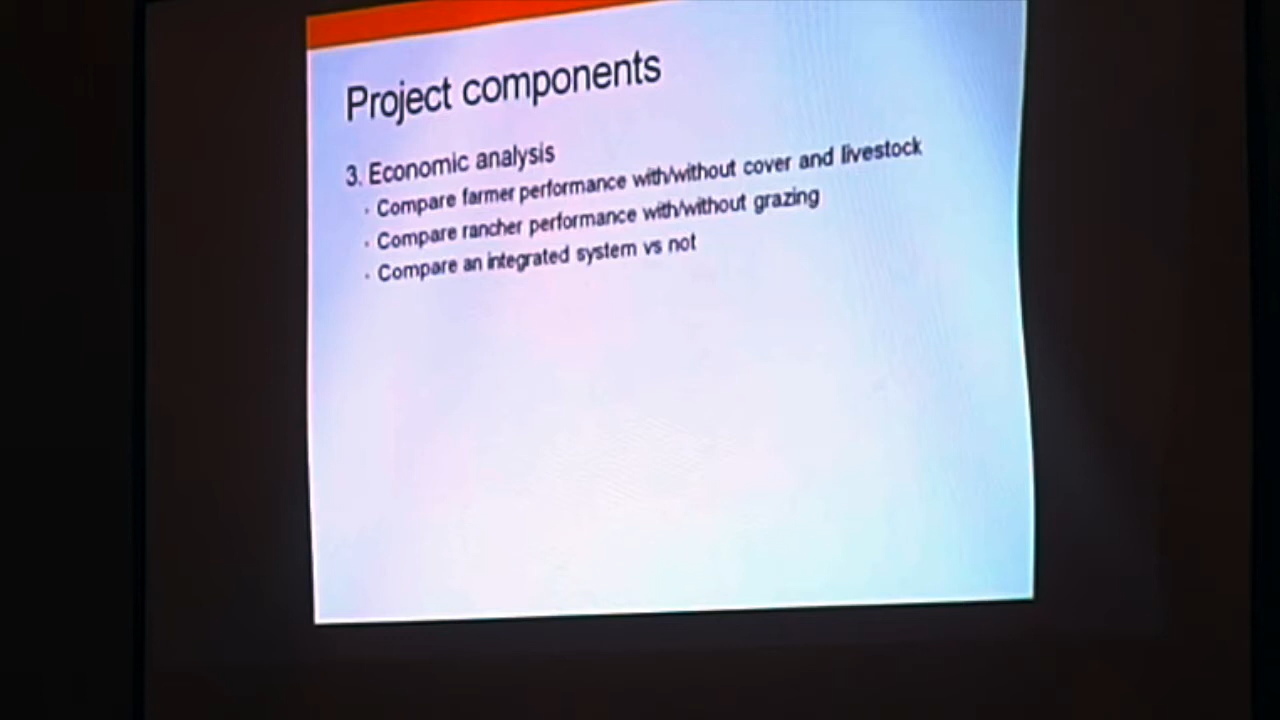 Project components
3. Economic analysis
· Compare farmer performance with/without cover and livestock
· Compare rancher performance with/without grazing
· Compare an integrated system vs not